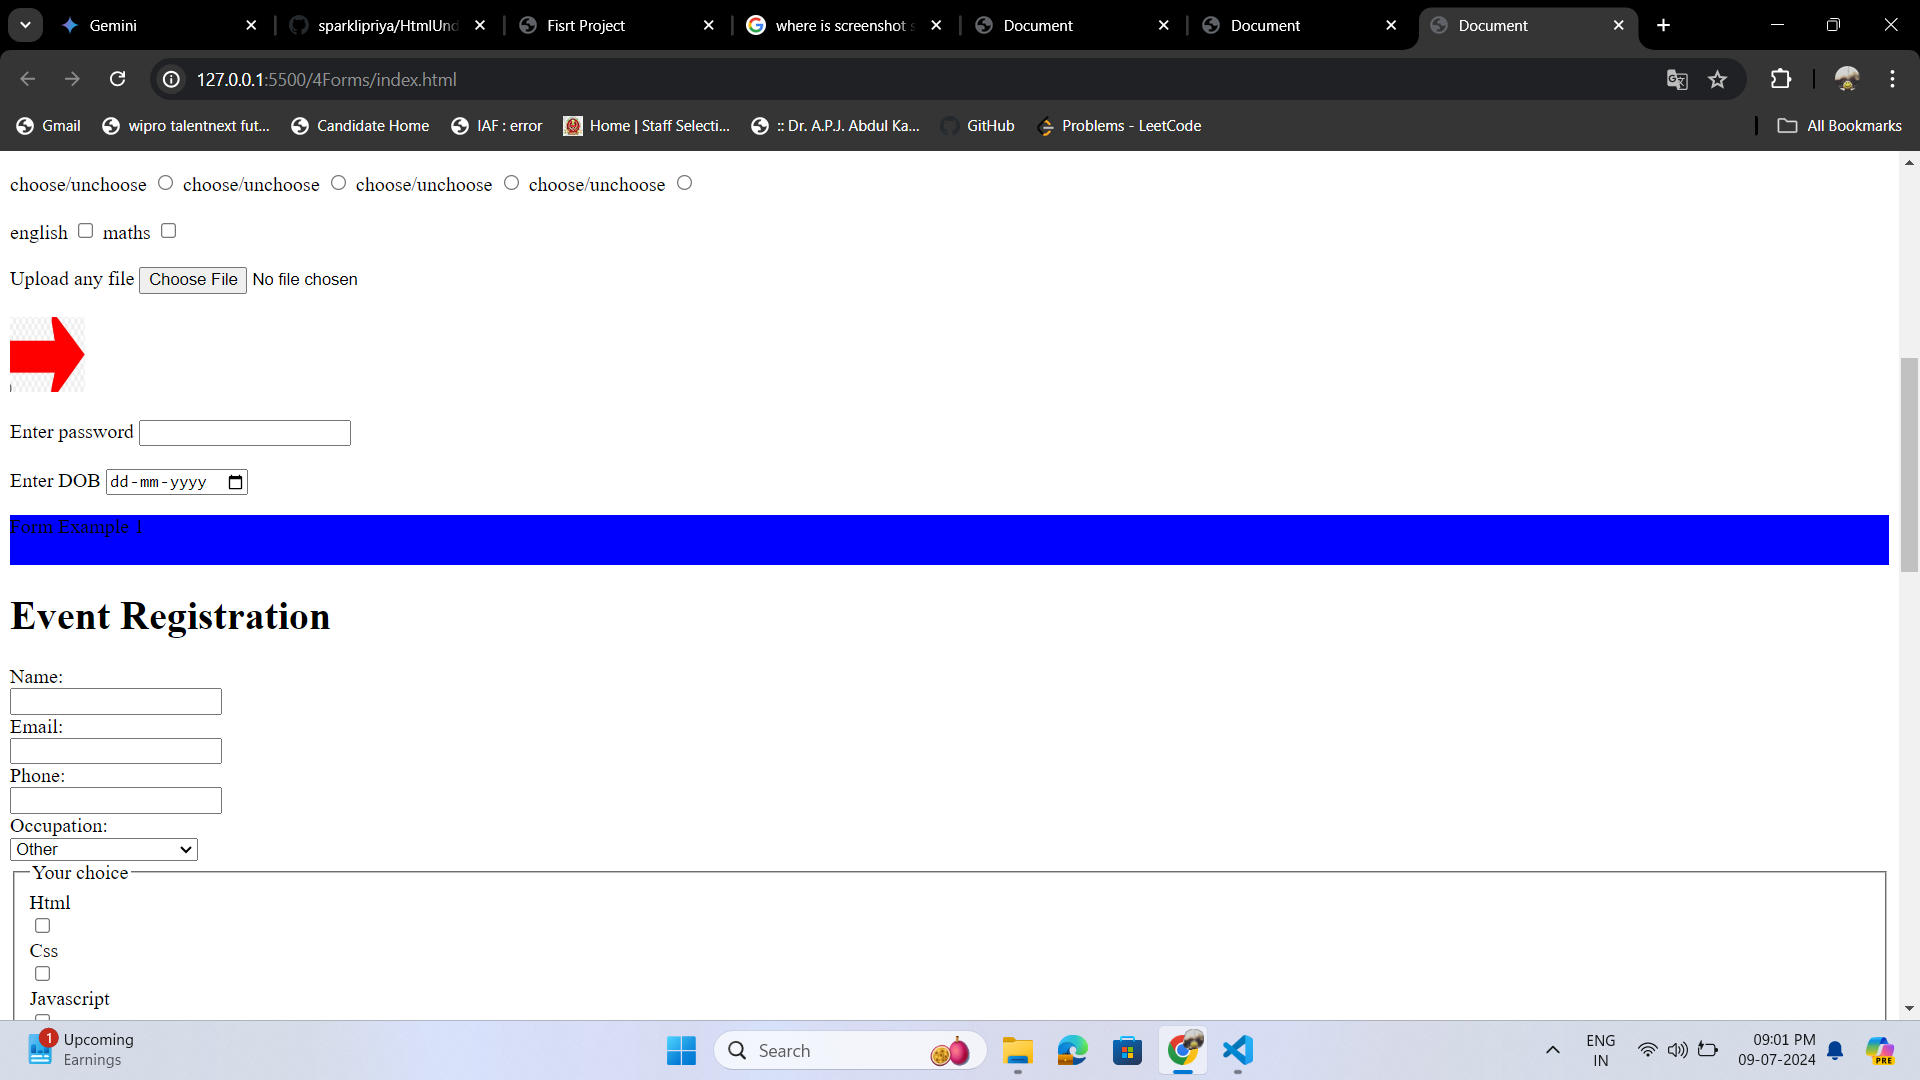 Gemini
sparklipriya/HtmlUnd
Fisrt Project
where is screenshot s
Document
Document
Document
127.0.0.1:5500/4Forms/index.html
Gmail
wipro talentnext fut...
Candidate Home
IAF : error
Home | Staff Selecti...
:: Dr. A.P.J. Abdul Ka...
GitHub
Problems - LeetCode
All Bookmarks
choose/unchoose choose/unchoose choose/unchoose choose/unchoose
english maths
Upload any file Choose File No file chosen
Enter password
Enter DOB dd-mm-yyyy
Form Example 1
Event Registration
Name:
Email:
Phone:
Occupation:
Other
Your choice
Html
Css
Javascript
1
Upcoming
Earnings
Search
ENG
IN
09:01 PM
09-07-2024
PRE